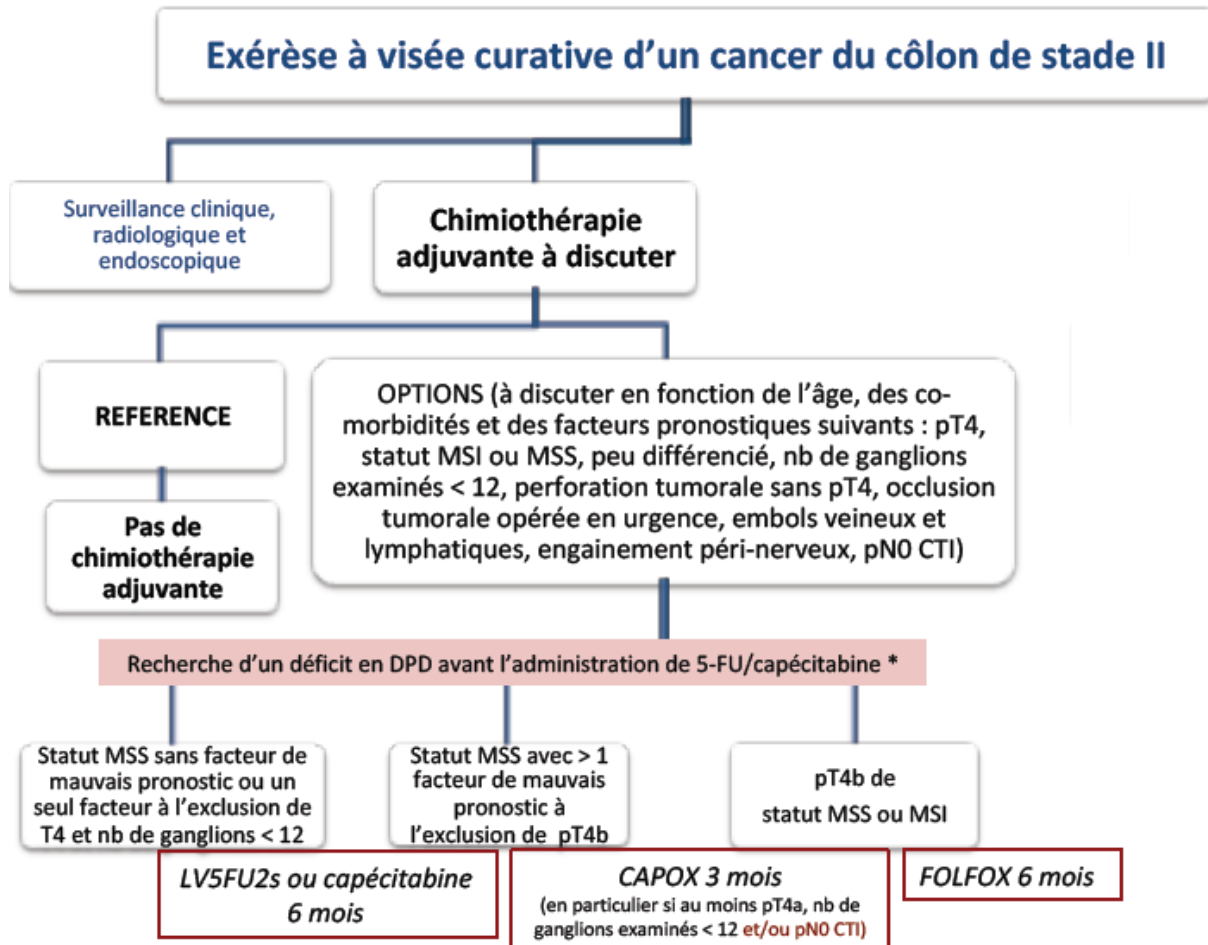 Exérèse à visée curative d’un cancer du côlon de stade II
Surveillance clinique,
radiologique et
endoscopique
Chimiothérapie
adjuvante à discuter
REFERENCE
Pas de
chimiothérapie
adjuvante
OPTIONS (à discuter en fonction de l’âge, des co-
morbidités et des facteurs pronostiques suivants : pT4,
statut MSI ou MSS, peu différencié, nb de ganglions
examinés < 12, perforation tumorale sans pT4, occlusion
tumorale opérée en urgence, embols veineux et
lymphatiques, engainement péri-nerveux, pN0 CTI)
Recherche d’un déficit en DPD avant l’administration de 5-FU/capécitabine *
Statut MSS sans facteur de
mauvais pronostic ou un
seul facteur à l’exclusion de
T4 et nb de ganglions < 12
Statut MSS avec > 1
facteur de mauvais
pronostic à
l’exclusion de pT4b
pT4b de
statut MSS ou MSI
LV5FU2s ou capécitabine
6 mois
CAPOX 3 mois
(en particulier si au moins pT4a, nb de
ganglions examinés < 12 et/ou pN0 CTI)
FOLFOX 6 mois